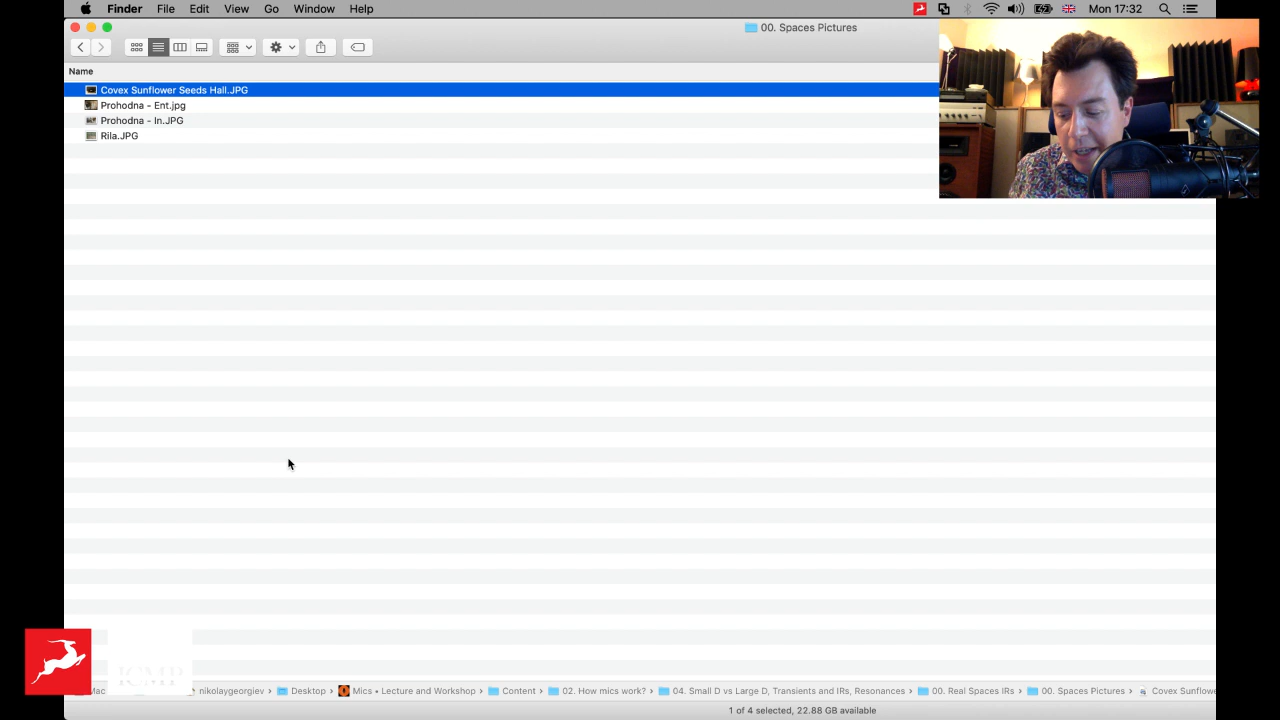 Finder File Edit View Go Window Help Mon 17:32
00. Spaces Pictures
Name
Covex Sunflower Seeds Hall.JPG
Prohodna - Ent.jpg
Prohodna - In.JPG
Rila.JPG
Mac nikolaygeorgiev › Desktop › Mics • Lecture and Workshop › Content › 02. How mics work? › 04. Small D vs Large D, Transients and IRs, Resonances › 00. Real Spaces IRs › 00. Spaces Pictures › Covex Sunflowe
1 of 4 selected, 22.88 GB available